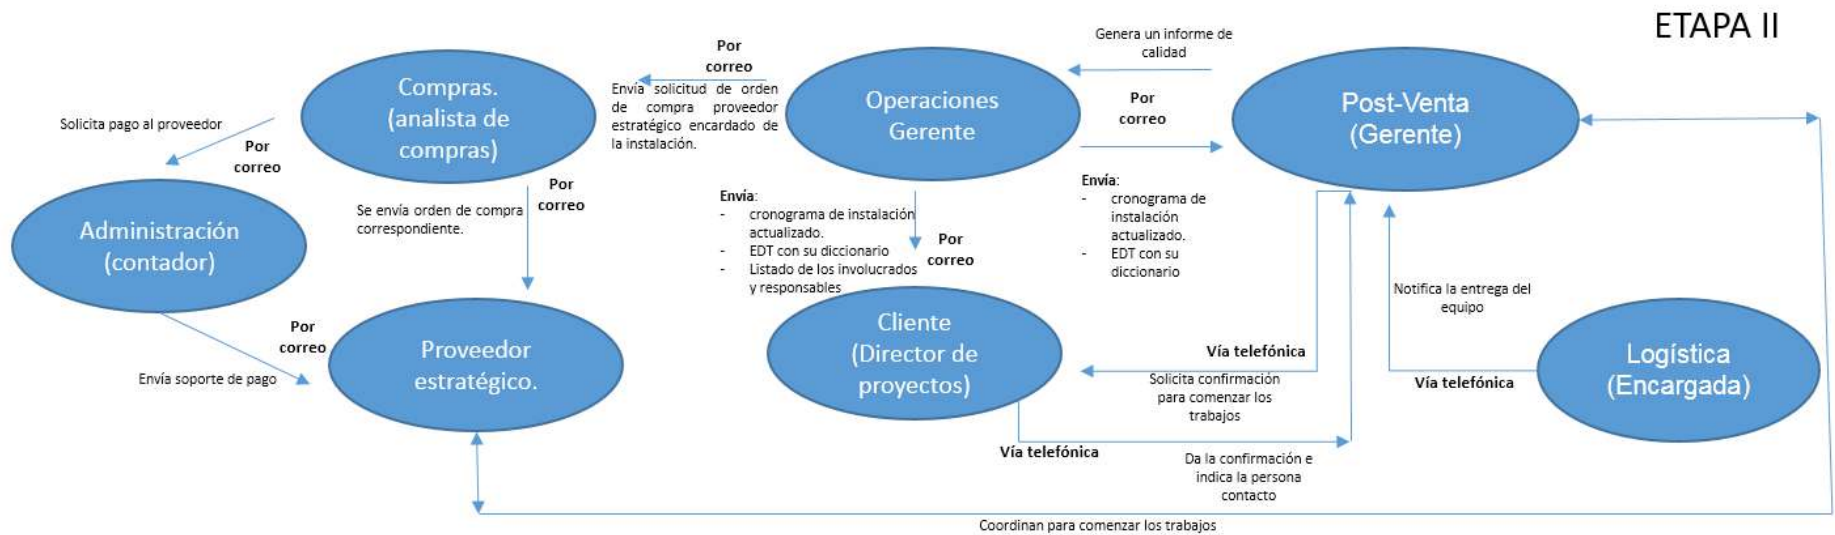 ETAPA II
Compras.
(analista de
compras)
Por
correo
Envía solicitud de orden
de compra proveedor
estratégico encardado de
la instalación.
Operaciones
Gerente
Genera un informe de
calidad
Por
correo
Post-Venta
(Gerente)
Solicita pago al proveedor
Por
correo
Administración
(contador)
Se envía orden de compra
correspondiente.
Por
correo
Envía:
- cronograma de instalación
actualizado.
- EDT con su diccionario
- Listado de los involucrados
y responsables
Por
correo
Envía:
- cronograma de
instalación
actualizado.
- EDT con su
diccionario
Notifica la entrega del
equipo
Por
correo
Envía soporte de pago
Proveedor
estratégico.
Cliente
(Director de
proyectos)
Vía telefónica
Solicita confirmación
para comenzar los
trabajos
Vía telefónica
Logística
(Encargada)
Vía telefónica
Da la confirmación e
indica la persona
contacto
Coordinan para comenzar los trabajos